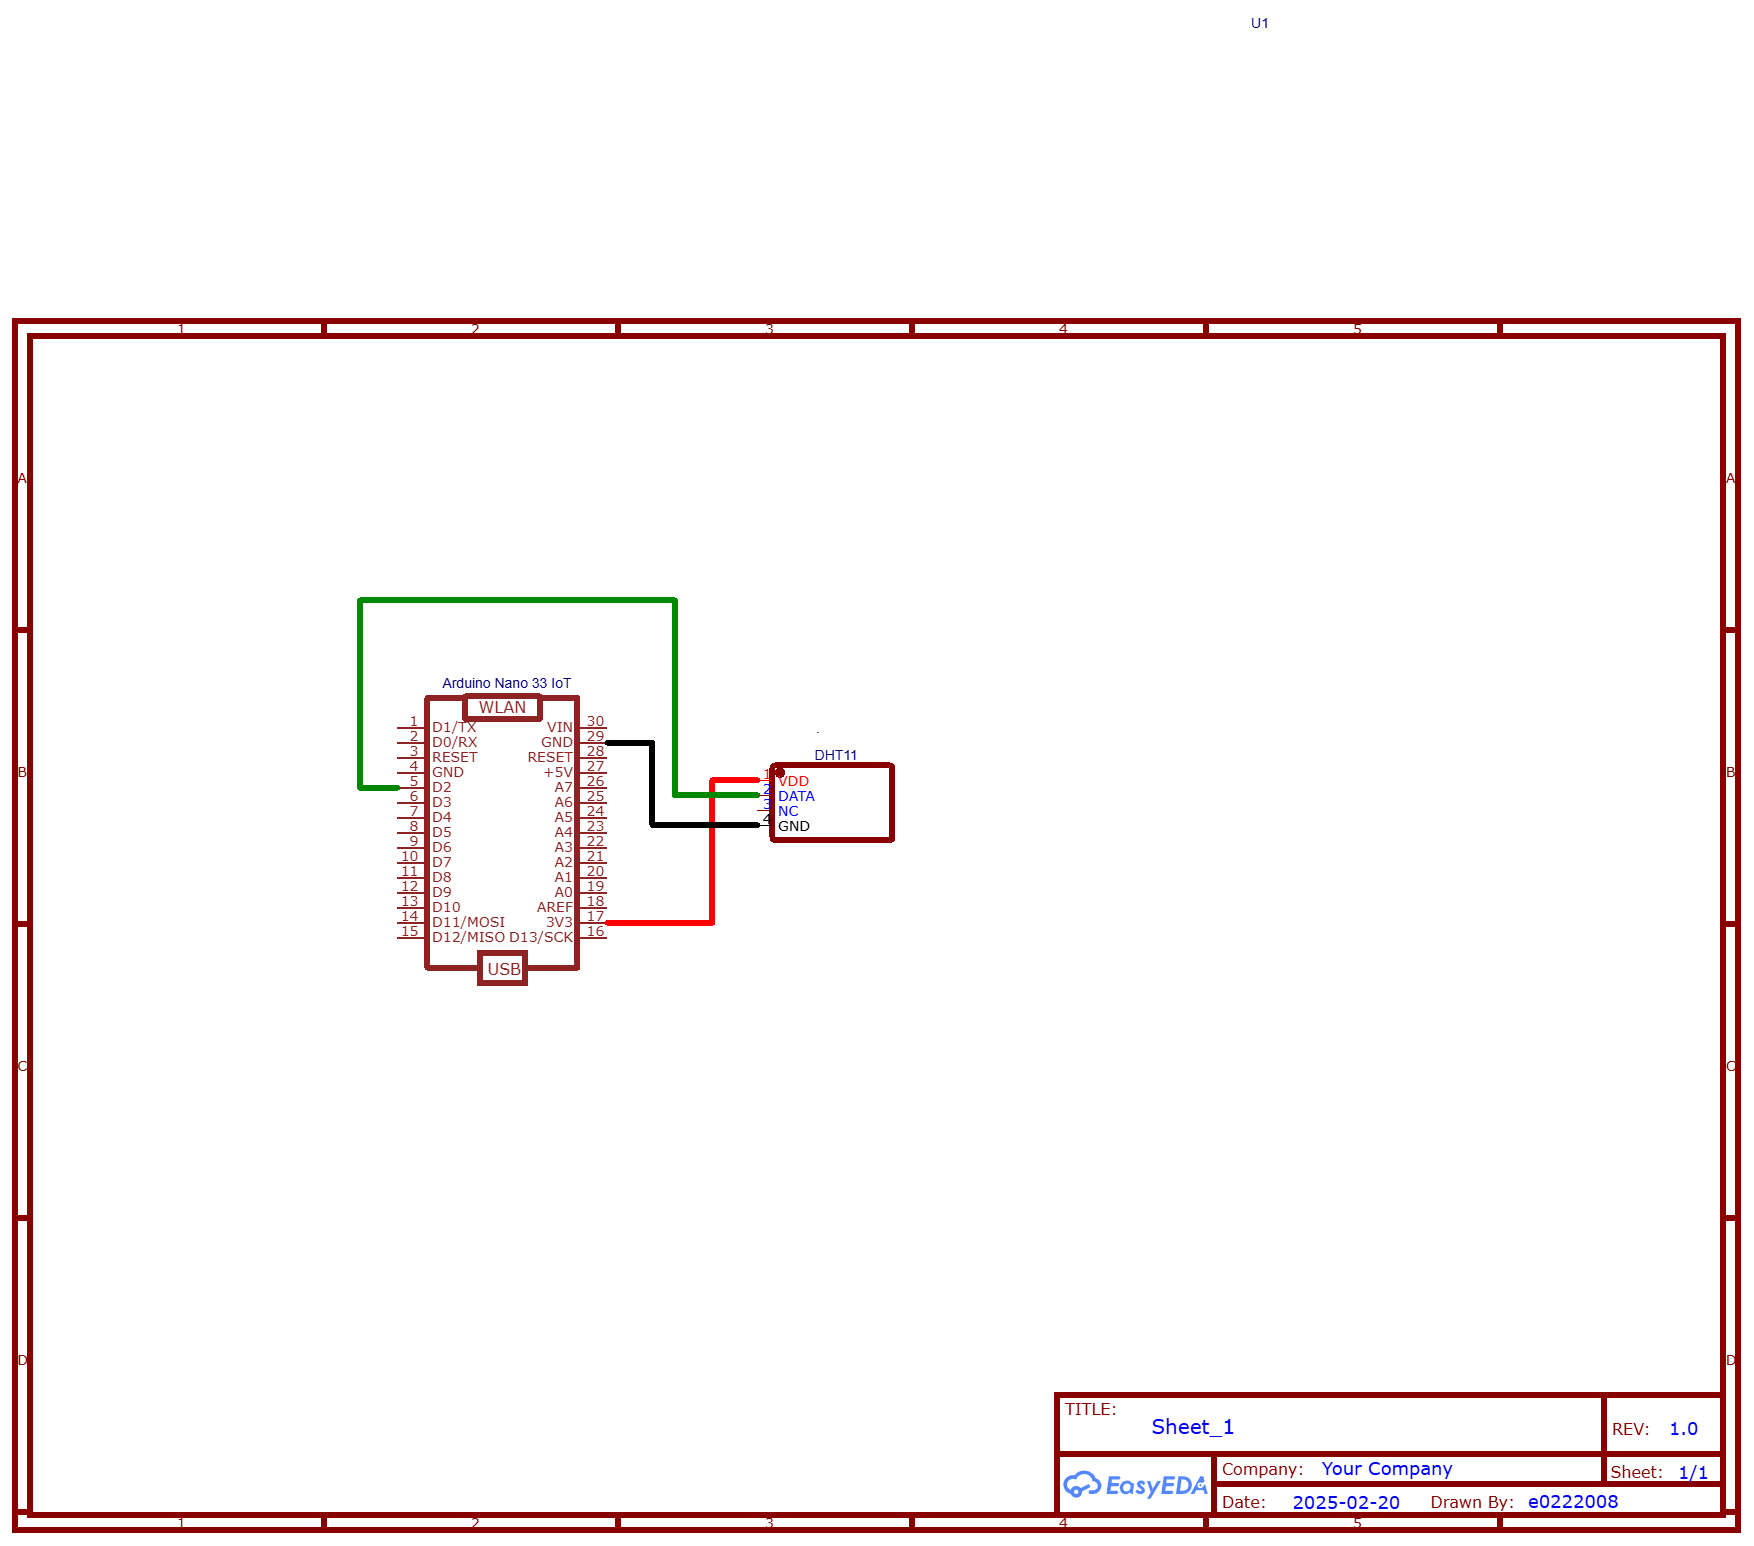 U1
1 2 3 4 5
A A
B B
C C
D D
Arduino Nano 33 IoT
WLAN
1 D1/TX VIN 30
2 D0/RX GND 29
3 RESET RESET 28
4 GND +5V 27
5 D2 A7 26
6 D3 A6 25
7 D4 A5 24
8 D5 A4 23
9 D6 A3 22
10 D7 A2 21
11 D8 A1 20
12 D9 A0 19
13 D10 AREF 18
14 D11/MOSI 3V3 17
15 D12/MISO D13/SCK 16
USB
DHT11
1 VDD
2 DATA
3 NC
4 GND
TITLE:
Sheet_1
REV: 1.0
EasyEDA
Company: Your Company
Sheet: 1/1
Date: 2025-02-20 Drawn By: e0222008
1 2 3 4 5